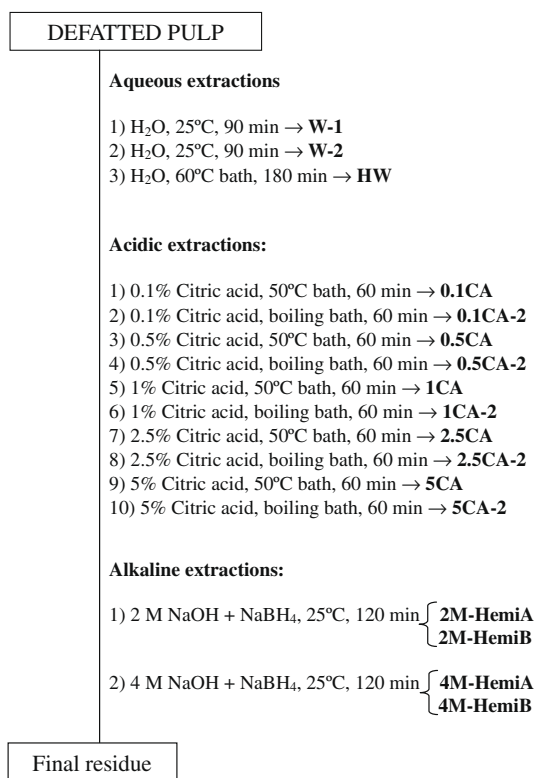 DEFATTED PULP
Aqueous extractions
1) H₂O, 25ºC, 90 min → W-1
2) H₂O, 25ºC, 90 min → W-2
3) H₂O, 60ºC bath, 180 min → HW
Acidic extractions:
1) 0.1% Citric acid, 50ºC bath, 60 min → 0.1CA
2) 0.1% Citric acid, boiling bath, 60 min → 0.1CA-2
3) 0.5% Citric acid, 50ºC bath, 60 min → 0.5CA
4) 0.5% Citric acid, boiling bath, 60 min → 0.5CA-2
5) 1% Citric acid, 50ºC bath, 60 min → 1CA
6) 1% Citric acid, boiling bath, 60 min → 1CA-2
7) 2.5% Citric acid, 50ºC bath, 60 min → 2.5CA
8) 2.5% Citric acid, boiling bath, 60 min → 2.5CA-2
9) 5% Citric acid, 50ºC bath, 60 min → 5CA
10) 5% Citric acid, boiling bath, 60 min → 5CA-2
Alkaline extractions:
1) 2 M NaOH + NaBH₄, 25ºC, 120 min { 2M-HemiA
2M-HemiB
2) 4 M NaOH + NaBH₄, 25ºC, 120 min { 4M-HemiA
4M-HemiB
Final residue